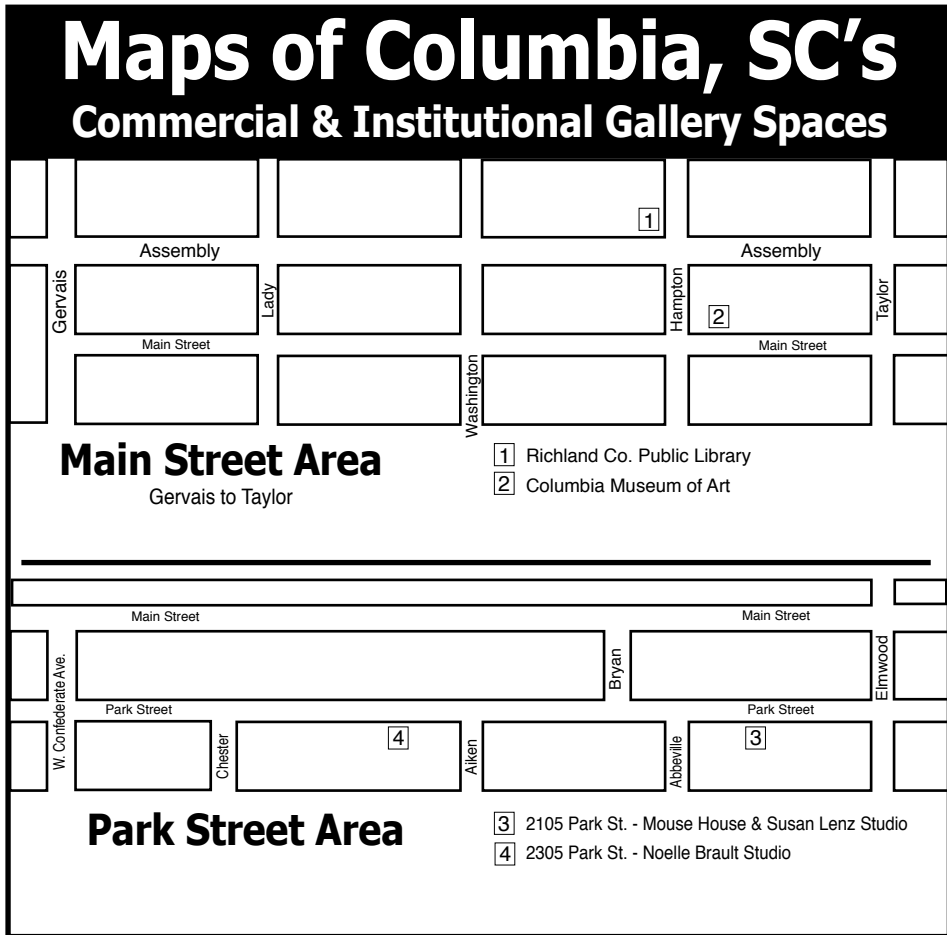 Maps of Columbia, SC's
Commercial & Institutional Gallery Spaces
1
Assembly
Assembly
Gervais
Lady
Hampton
2
Taylor
Main Street
Main Street
Washington
Main Street Area
Gervais to Taylor
1 Richland Co. Public Library
2 Columbia Museum of Art
Main Street
Main Street
W. Confederate Ave.
Bryan
Elmwood
Park Street
Park Street
Chester
4
Aiken
Abbeville
3
Park Street Area
3 2105 Park St. - Mouse House & Susan Lenz Studio
4 2305 Park St. - Noelle Brault Studio